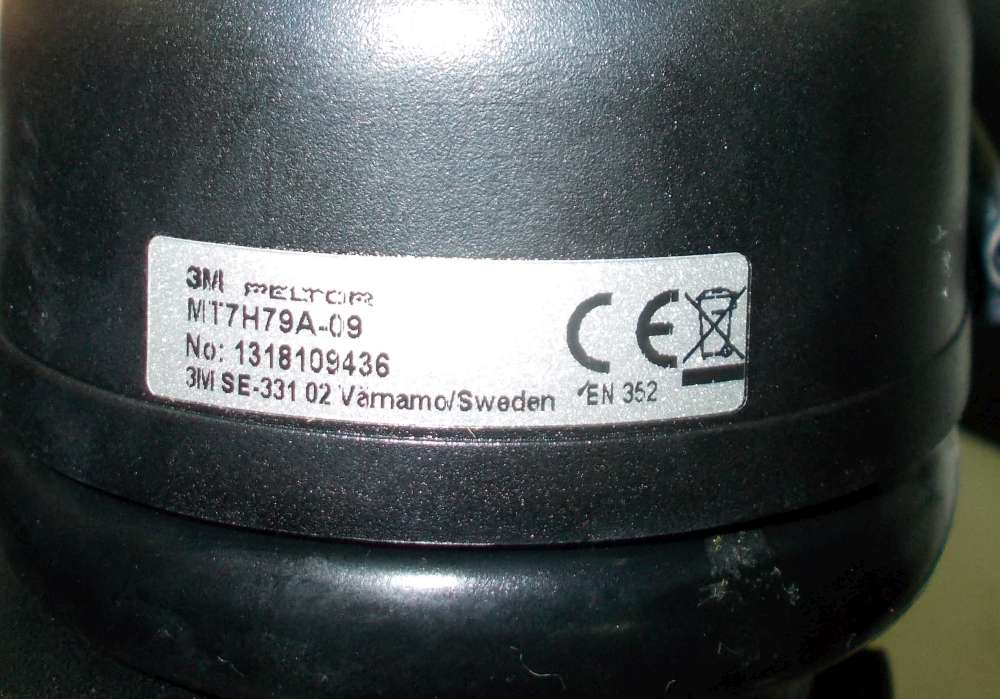 3M PELTOR
MT7H79A-09
No: 1318109436
3M SE-331 02 Värnamo/Sweden
CE
EN 352